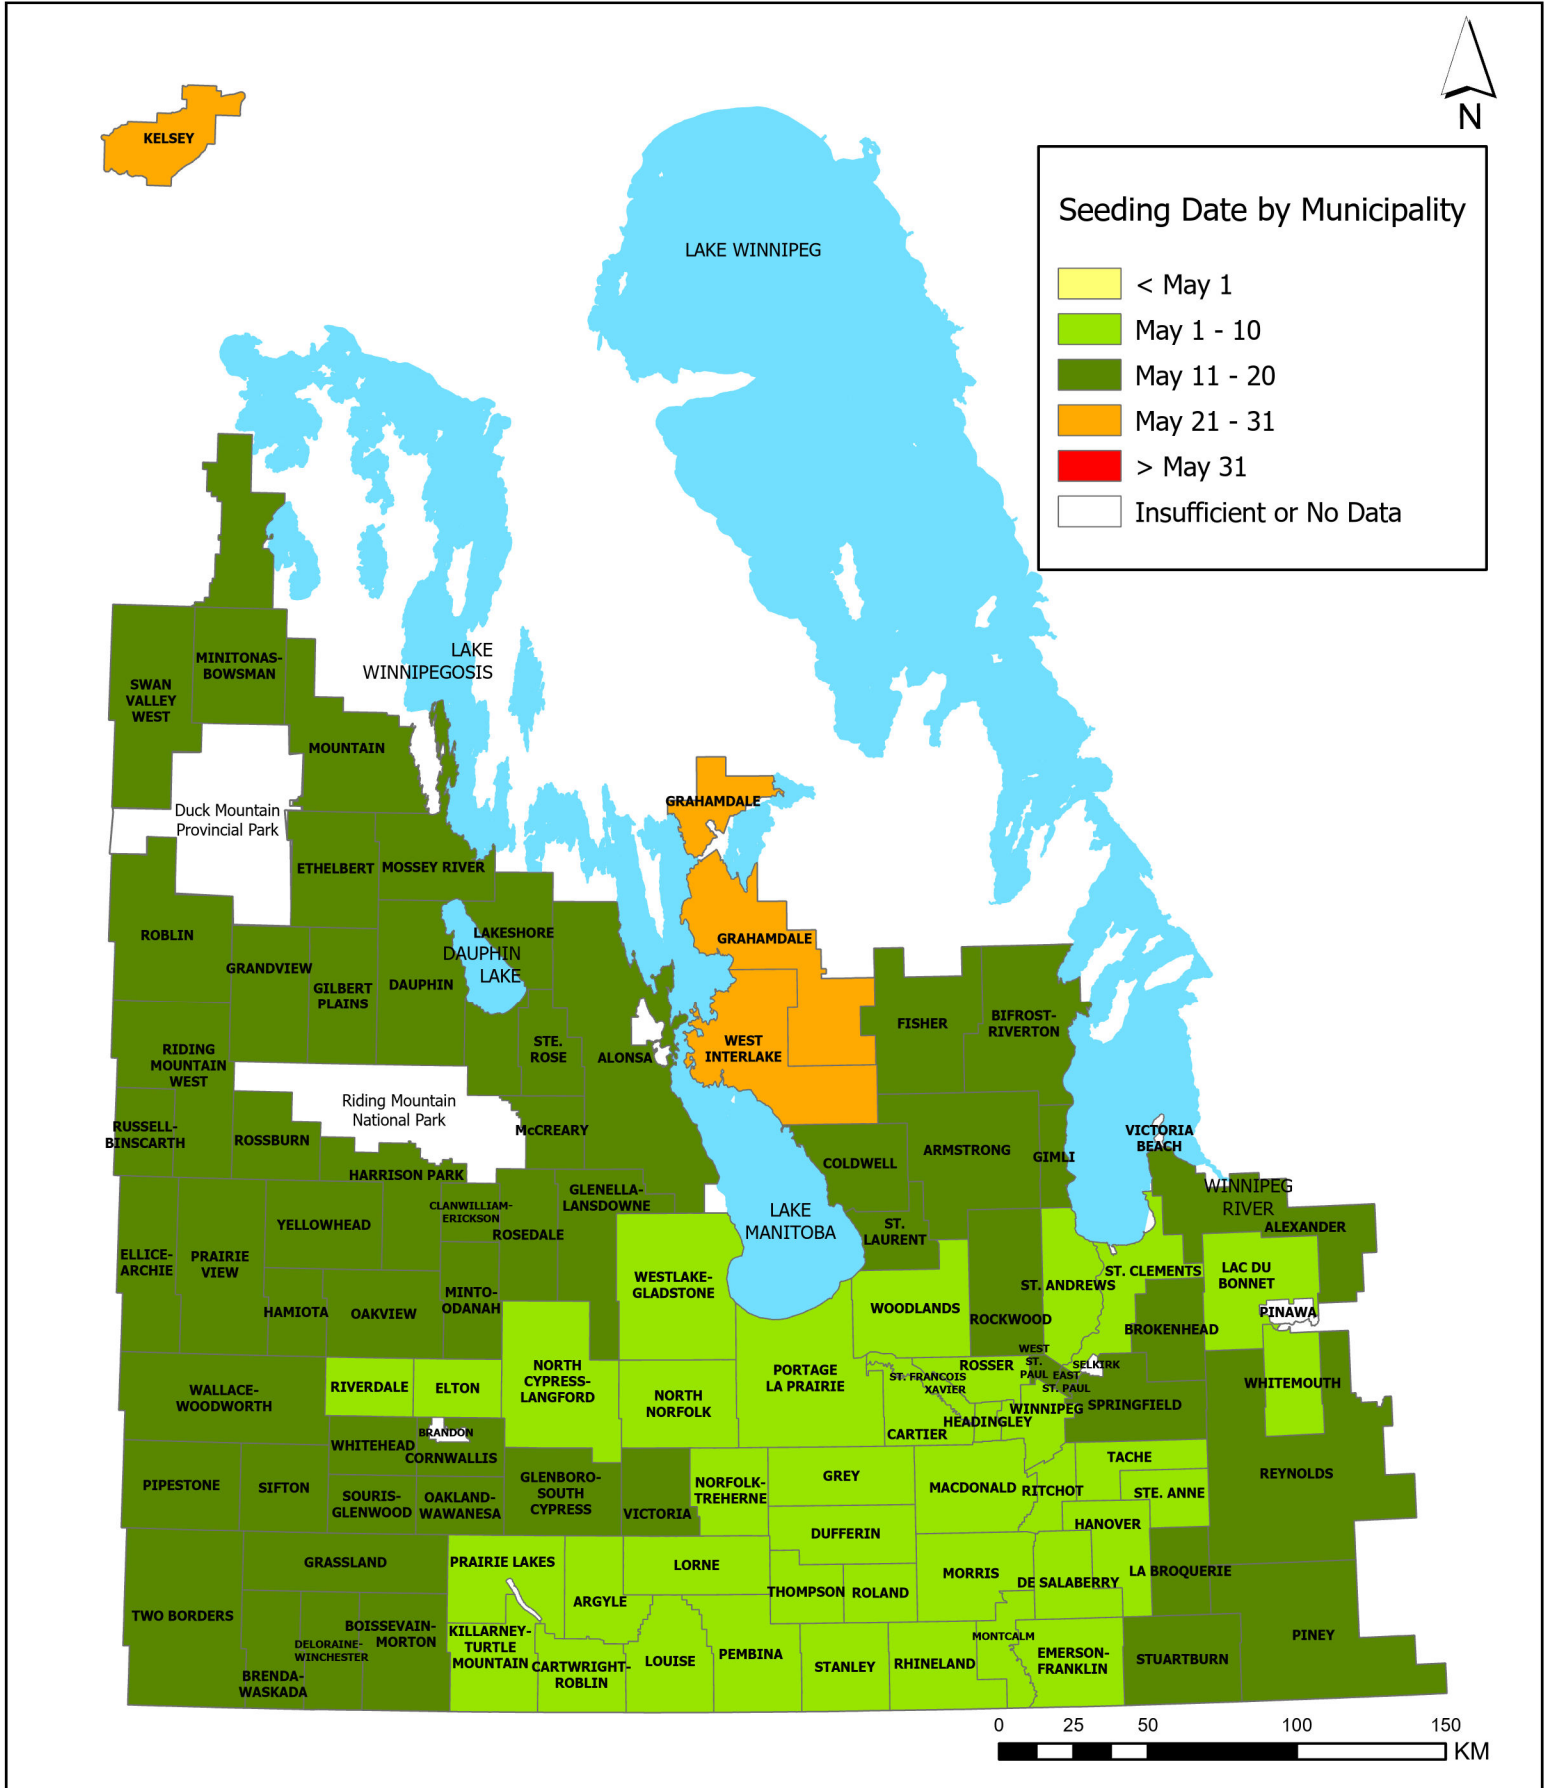 N
KELSEY
Seeding Date by Municipality
< May 1
May 1 - 10
May 11 - 20
May 21 - 31
> May 31
Insufficient or No Data
LAKE WINNIPEG
LAKE
WINNIPEGOSIS
MINITONAS-
BOWSMAN
SWAN
VALLEY
WEST
MOUNTAIN
Duck Mountain
Provincial Park
GRAHAMDALE
ETHELBERT
MOSSEY RIVER
ROBLIN
LAKESHORE
DAUPHIN
LAKE
GRAHAMDALE
GRANDVIEW
GILBERT
PLAINS
DAUPHIN
FISHER
BIFROST-
RIVERTON
STE.
ROSE
ALONSA
WEST
INTERLAKE
RIDING
MOUNTAIN
WEST
Riding Mountain
National Park
RUSSELL-
BINSCARTH
ROSSBURN
McCREARY
VICTORIA
BEACH
HARRISON PARK
COLDWELL
ARMSTRONG
GIMLI
CLANWILLIAM-
ERICKSON
GLENELLA-
LANSDOWNE
LAKE
MANITOBA
WINNIPEG
RIVER
ALEXANDER
YELLOWHEAD
ROSEDALE
ST.
LAURENT
ELLICE-
ARCHIE
PRAIRIE
VIEW
WESTLAKE-
GLADSTONE
ST. ANDREWS
ST. CLEMENTS
LAC DU
BONNET
HAMIOTA
OAKVIEW
MINTO-
ODANAH
WOODLANDS
ROCKWOOD
BROKENHEAD
PINAWA
WALLACE-
WOODWORTH
RIVERDALE
ELTON
NORTH
CYPRESS-
LANGFORD
NORTH
NORFOLK
PORTAGE
LA PRAIRIE
ST. FRANCOIS
XAVIER
ROSSER
WEST
ST.
PAUL
EAST
ST. PAUL
SELKIRK
WHITEMOUTH
CARTIER
HEADINGLEY
WINNIPEG
SPRINGFIELD
WHITEHEAD
BRANDON
CORNWALLIS
PIPESTONE
SIFTON
SOURIS-
GLENWOOD
OAKLAND-
WAWANESA
GLENBORO-
SOUTH
CYPRESS
VICTORIA
NORFOLK-
TREHERNE
GREY
MACDONALD
RITCHOT
TACHE
STE. ANNE
REYNOLDS
HANOVER
DUFFERIN
GRASSLAND
PRAIRIE LAKES
LORNE
THOMPSON
ROLAND
MORRIS
DE SALABERRY
LA BROQUERIE
ARGYLE
TWO BORDERS
BOISSEVAIN-
MORTON
DELORAINE-
WINCHESTER
BRENDA-
WASKADA
KILLARNEY-
TURTLE
MOUNTAIN
CARTWRIGHT-
ROBLIN
LOUISE
PEMBINA
STANLEY
RHINELAND
MONTCALM
EMERSON-
FRANKLIN
STUARTBURN
PINEY
0 25 50 100 150
KM